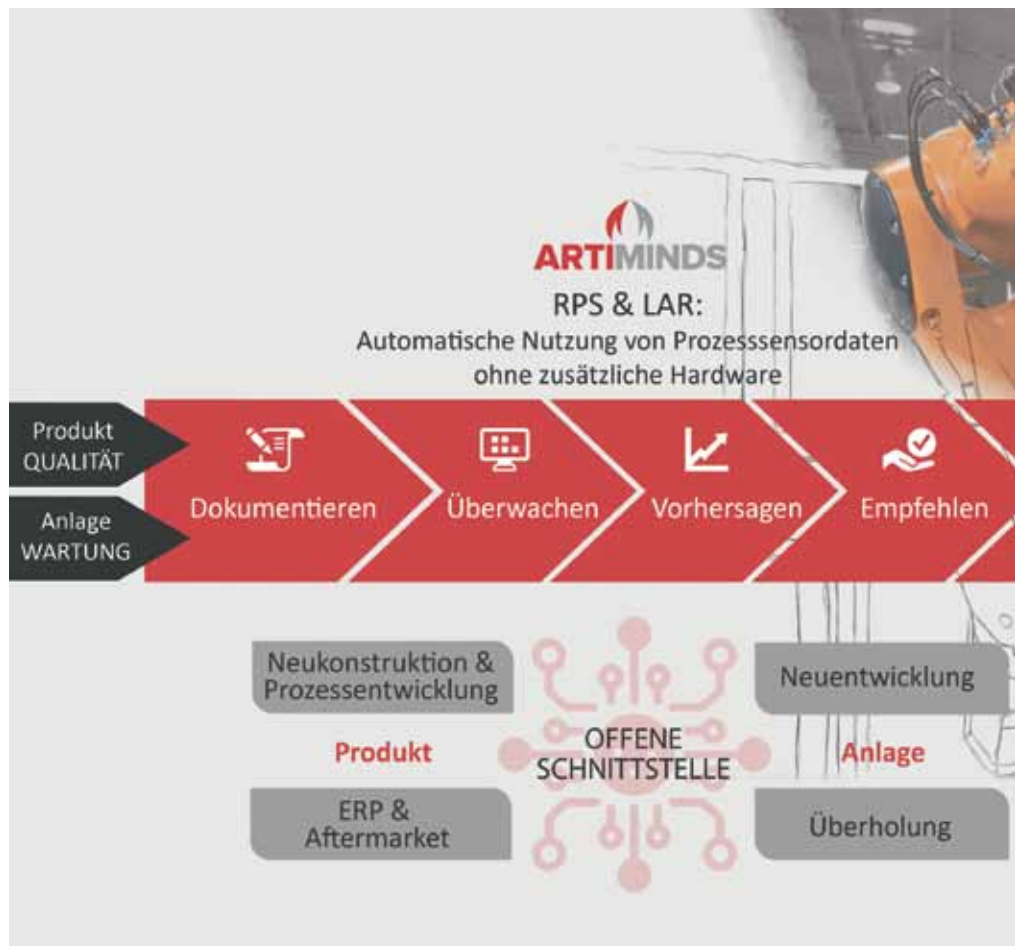 ARTIMINDS
RPS & LAR:
Automatische Nutzung von Prozesssensordaten
ohne zusätzliche Hardware
Produkt
QUALITÄT
Anlage
WARTUNG
Dokumentieren
Überwachen
Vorhersagen
Empfehlen
Neukonstruktion &
Prozessentwicklung
Produkt
ERP &
Aftermarket
OFFENE
SCHNITTSTELLE
Neuentwicklung
Anlage
Überholung